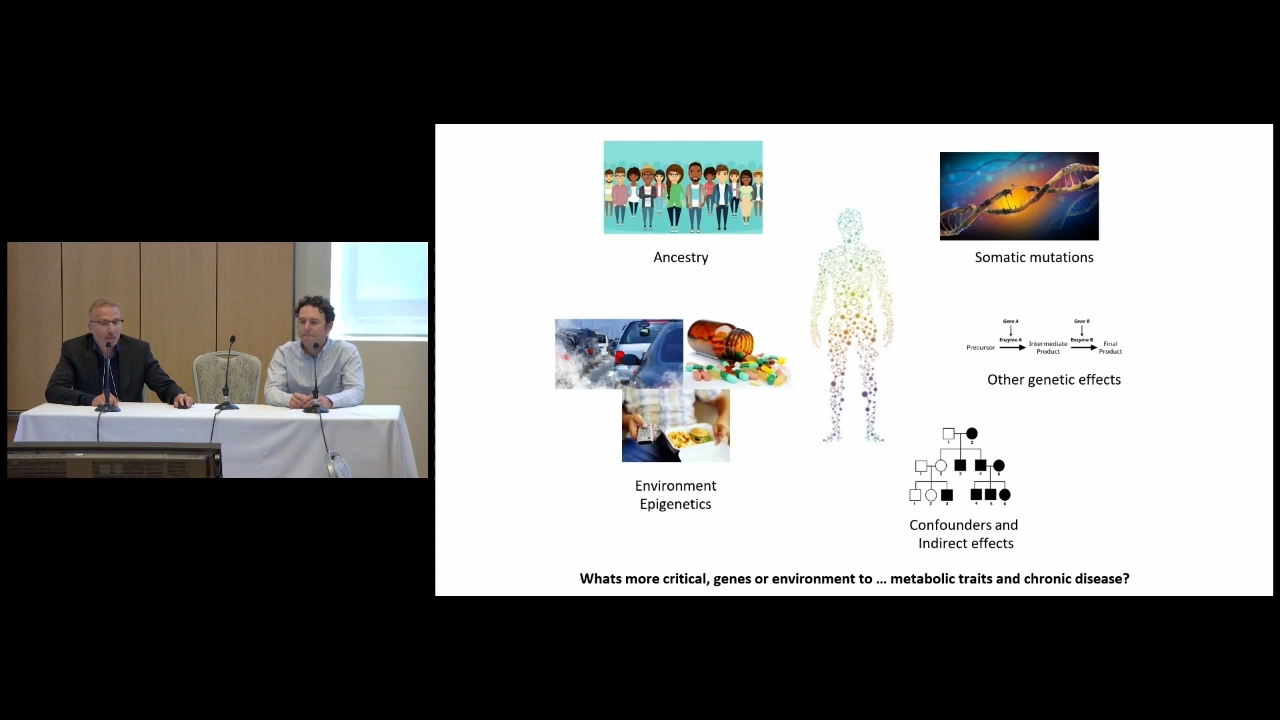 Ancestry
Somatic mutations
Gene A
Gene B
Enzyme A
Enzyme B
Precursor
Intermediate
Product
Final
Product
Other genetic effects
Environment
Epigenetics
Confounders and
Indirect effects
Whats more critical, genes or environment to ... metabolic traits and chronic disease?